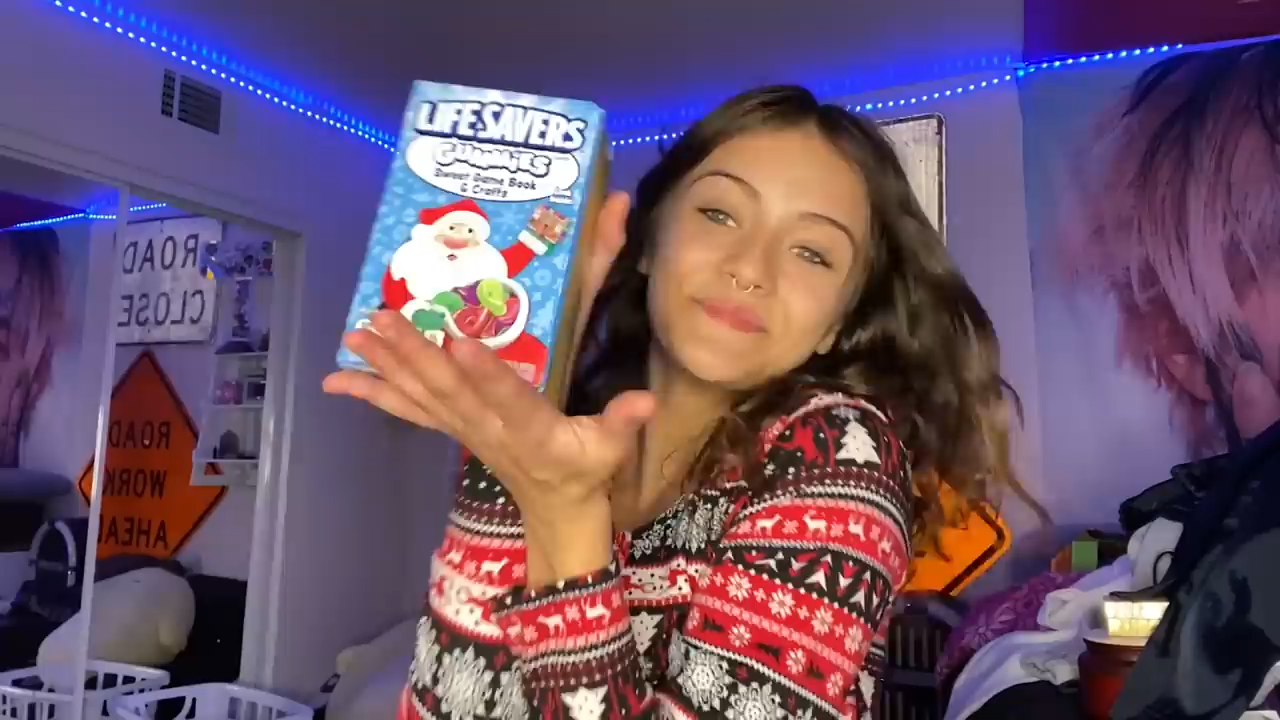 LIFE SAVERS
GUMMIES
Sweet Game Book
& Crafts
ROAD
CLOSE
ROAD
WORK
AHEAD